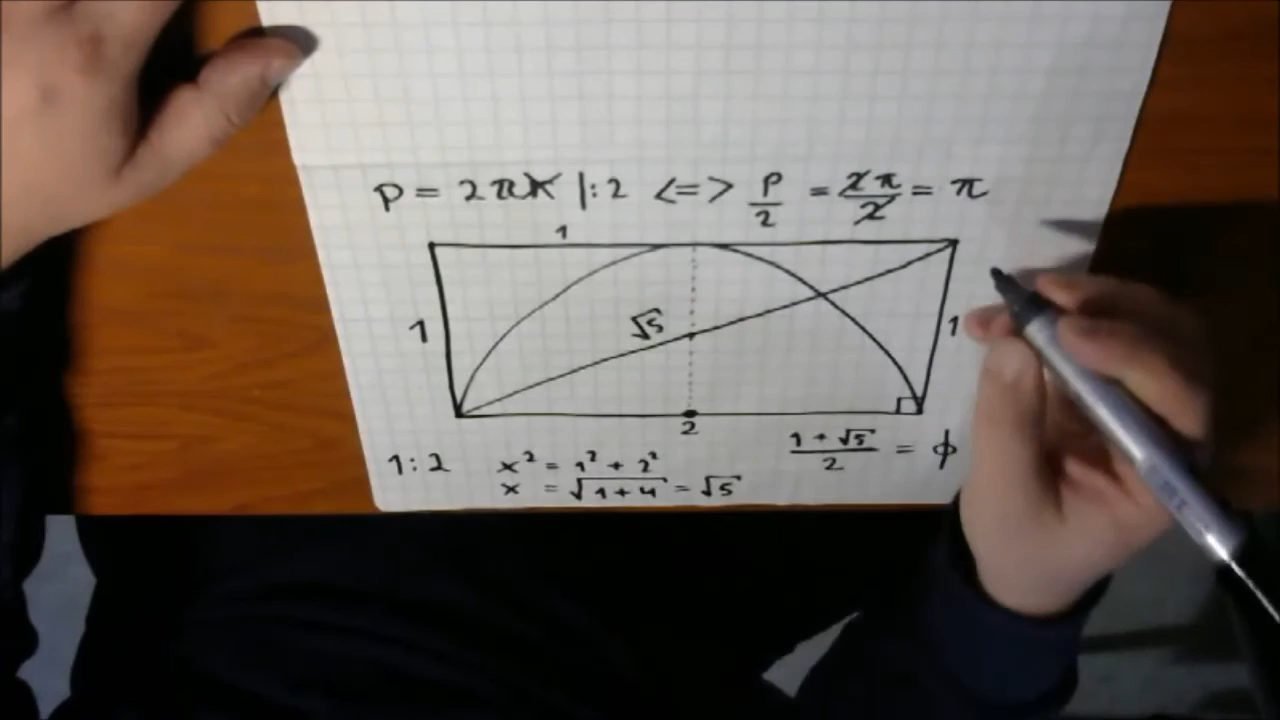 p = 2πr |:2 <=> p/2 = 2π/2 = π
1
√5
1
1
2
1:2
x² = 1² + 2²
x = √(1+4) = √5
(1+√5)/2 = ϕ